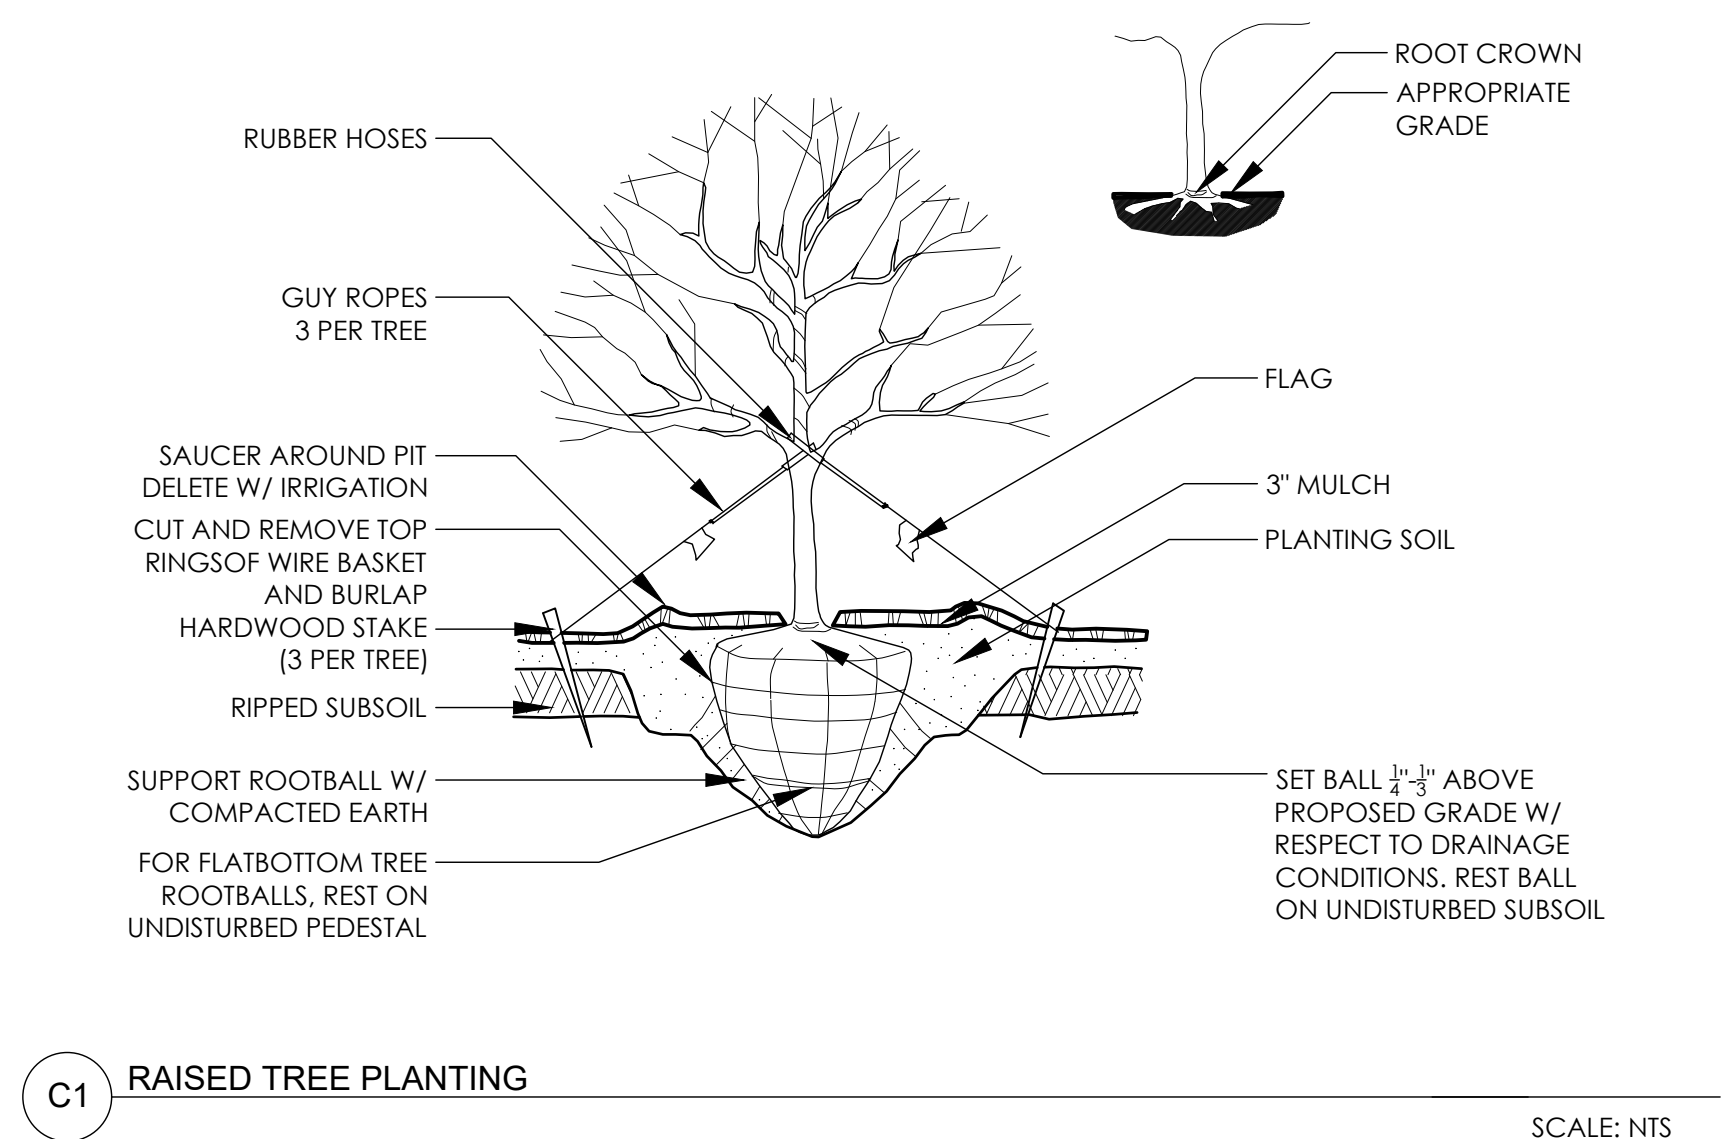 ROOT CROWN
APPROPRIATE
GRADE
RUBBER HOSES
GUY ROPES
3 PER TREE
SAUCER AROUND PIT
DELETE W/ IRRIGATION
CUT AND REMOVE TOP
RINGSOF WIRE BASKET
AND BURLAP
HARDWOOD STAKE
(3 PER TREE)
RIPPED SUBSOIL
SUPPORT ROOTBALL W/
COMPACTED EARTH
FOR FLATBOTTOM TREE
ROOTBALLS, REST ON
UNDISTURBED PEDESTAL
FLAG
3" MULCH
PLANTING SOIL
SET BALL 1/4"-1/3" ABOVE
PROPOSED GRADE W/
RESPECT TO DRAINAGE
CONDITIONS. REST BALL
ON UNDISTURBED SUBSOIL
C1
RAISED TREE PLANTING
SCALE: NTS